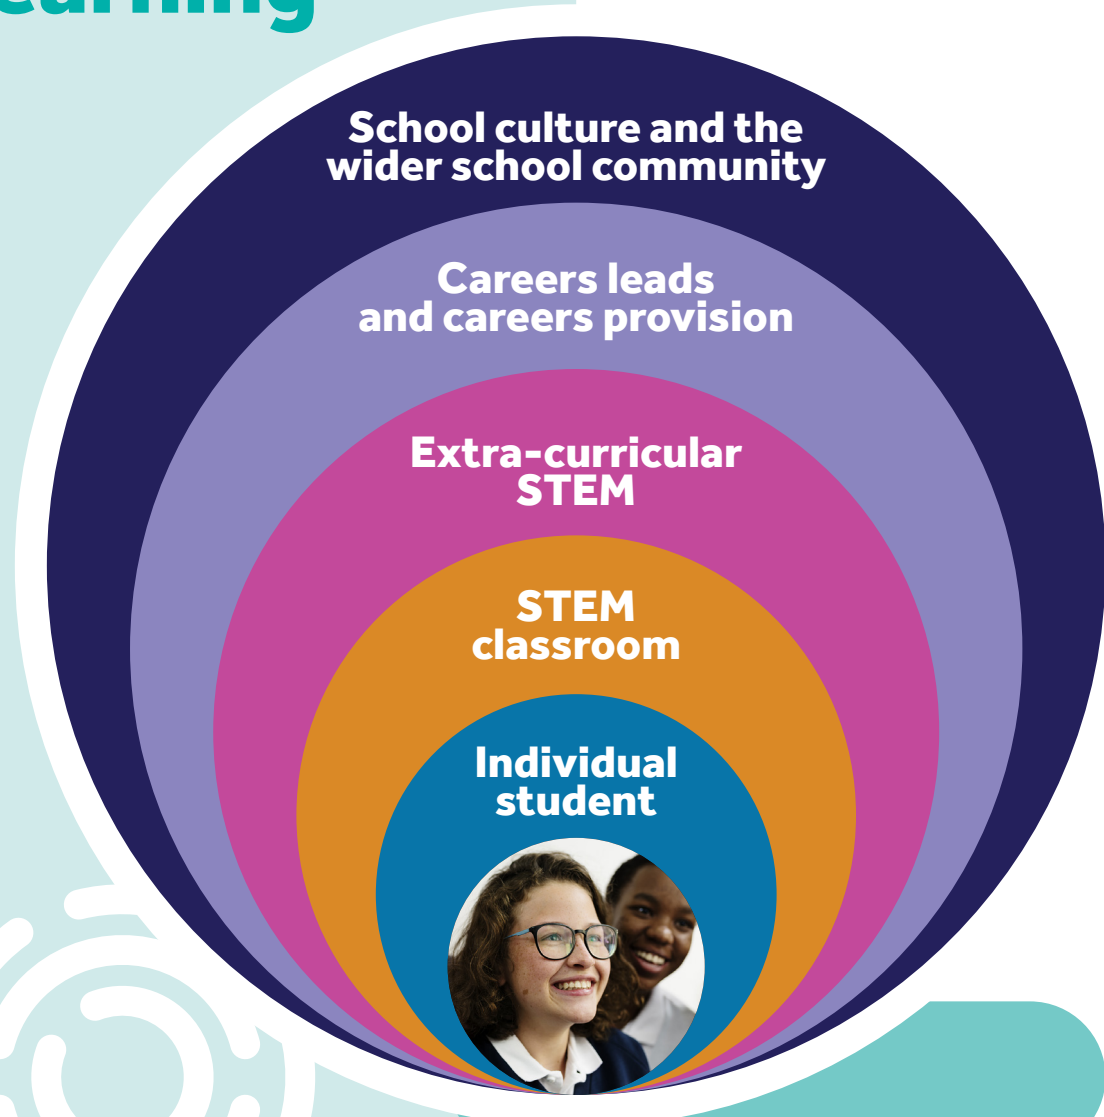 School culture and the
wider school community
Careers leads
and careers provision
Extra-curricular
STEM
STEM
classroom
Individual
student